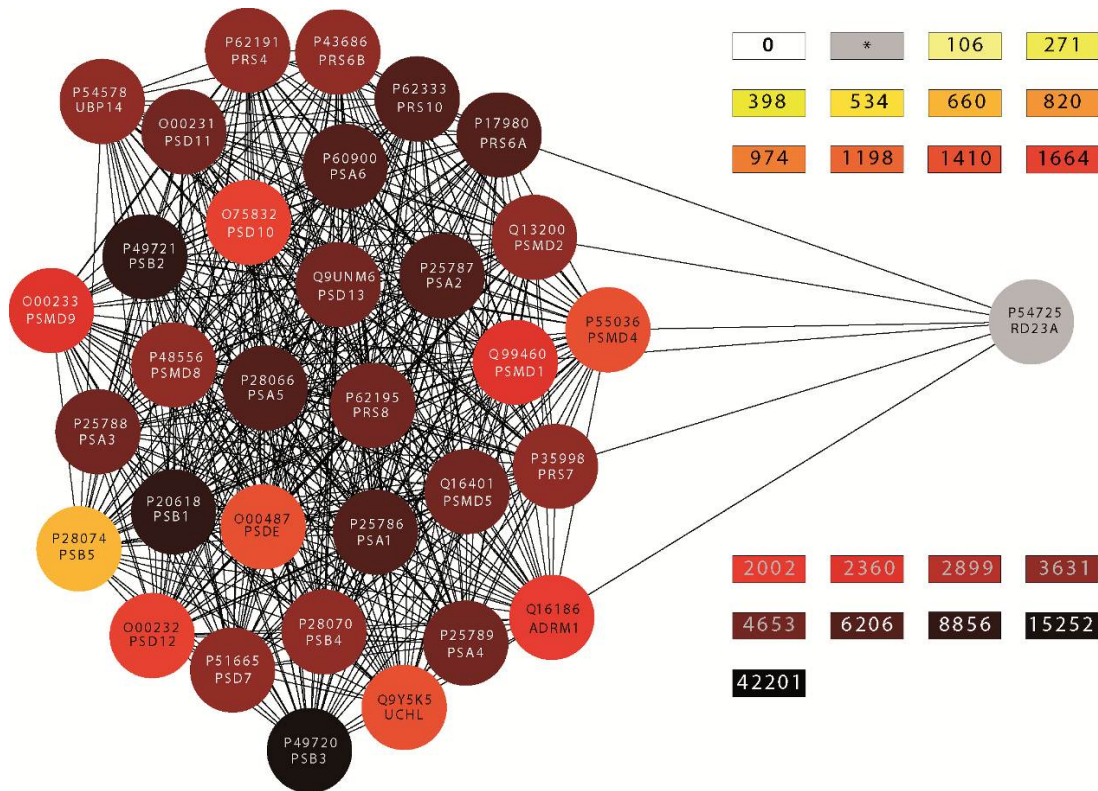 P62191
PRS4
P43686
PRS6B
P54578
UBP14
P62333
PRS10
O00231
PSD11
P17980
PRS6A
P60900
PSA6
O75832
PSD10
Q13200
PSMD2
P49721
PSB2
Q9UNM6
PSD13
P25787
PSA2
O00233
PSMD9
P55036
PSMD4
P54725
RD23A
P48556
PSMD8
Q99460
PSMD1
P28066
PSA5
P62195
PRS8
P25788
PSA3
P35998
PRS7
Q16401
PSMD5
P20618
PSB1
O00487
PSDE
P25786
PSA1
P28074
PSB5
Q16186
ADRM1
O00232
PSD12
P28070
PSB4
P25789
PSA4
P51665
PSD7
Q9Y5K5
UCHL
P49720
PSB3
0 * 106 271
398 534 660 820
974 1198 1410 1664
2002 2360 2899 3631
4653 6206 8856 15252
42201